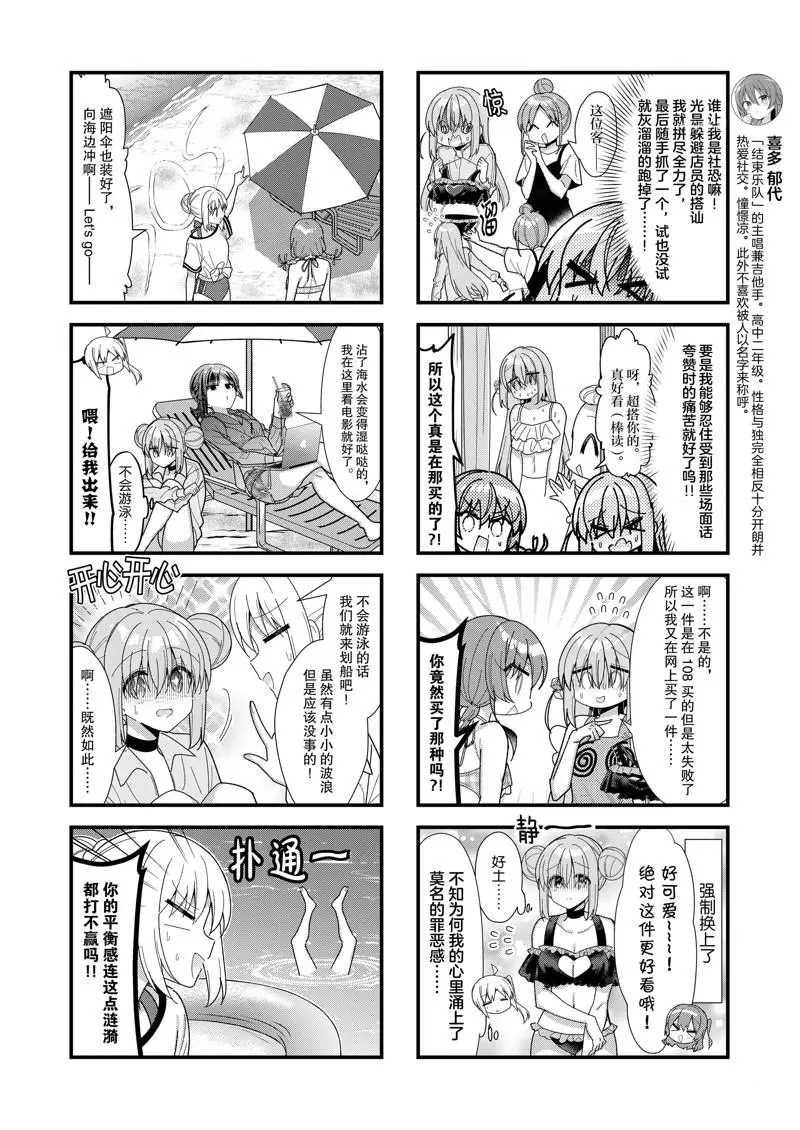 喜多 郁代
「结束乐队」的主唱兼吉他手。高中二年级。性格与独完全相反十分开朗并
热爱社交。憧憬凉。此外不喜欢被人以名字来称呼。
谁让我是社恐嘛！
光是躲避店员的搭讪
我就拼尽全力了，
最后随手抓了一个，试也没试
就灰溜溜的跑掉了……！
这位客—
惊
要是我能够忍住受到那些场面话
夸赞时的痛苦就好了呜!!
呀，超搭你的。
真好看（棒读）。
所以这个真是在那买的了?!
啊……不是的，
这一件是在 108 买的但是太失败了
所以我又在网上买了一件……
你竟然买了那种吗?!
强制换上了
好可爱~~~~！
绝对这件更好看哦！
静——
好土……
不知为何我的心里涌上了
莫名的罪恶感……
遮阳伞也装好了，
向海边冲啊
—— Let's go ——
沾了海水会变得湿哒哒的，
我在这里看电影就好了。
喂！给我出来!!
不会游泳……
开心开心
不会游泳的话
我们就来划船吧！
虽然有点小小的波浪
但是应该没事的！
啊……既然如此……
扑通—
你的平衡感连这点涟漪
都打不赢吗!!